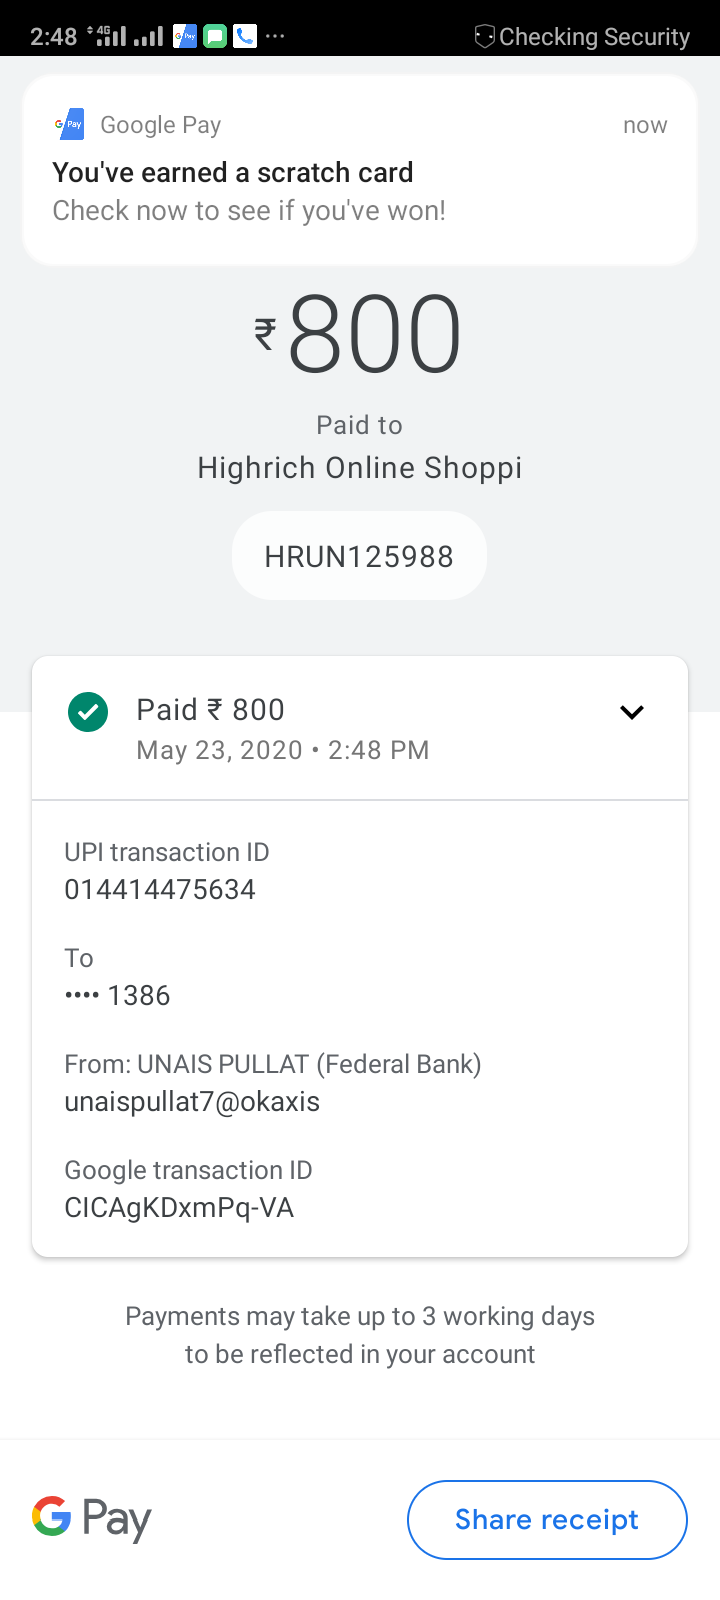 2:48 4G G Pay Checking Security
G Pay Google Pay now
You've earned a scratch card
Check now to see if you've won!
₹800
Paid to
Highrich Online Shoppi
HRUN125988
Paid ₹ 800
May 23, 2020 • 2:48 PM
UPI transaction ID
014414475634
To
•••• 1386
From: UNAIS PULLAT (Federal Bank)
unaispullat7@okaxis
Google transaction ID
CICAgKDxmPq-VA
Payments may take up to 3 working days
to be reflected in your account
G Pay Share receipt